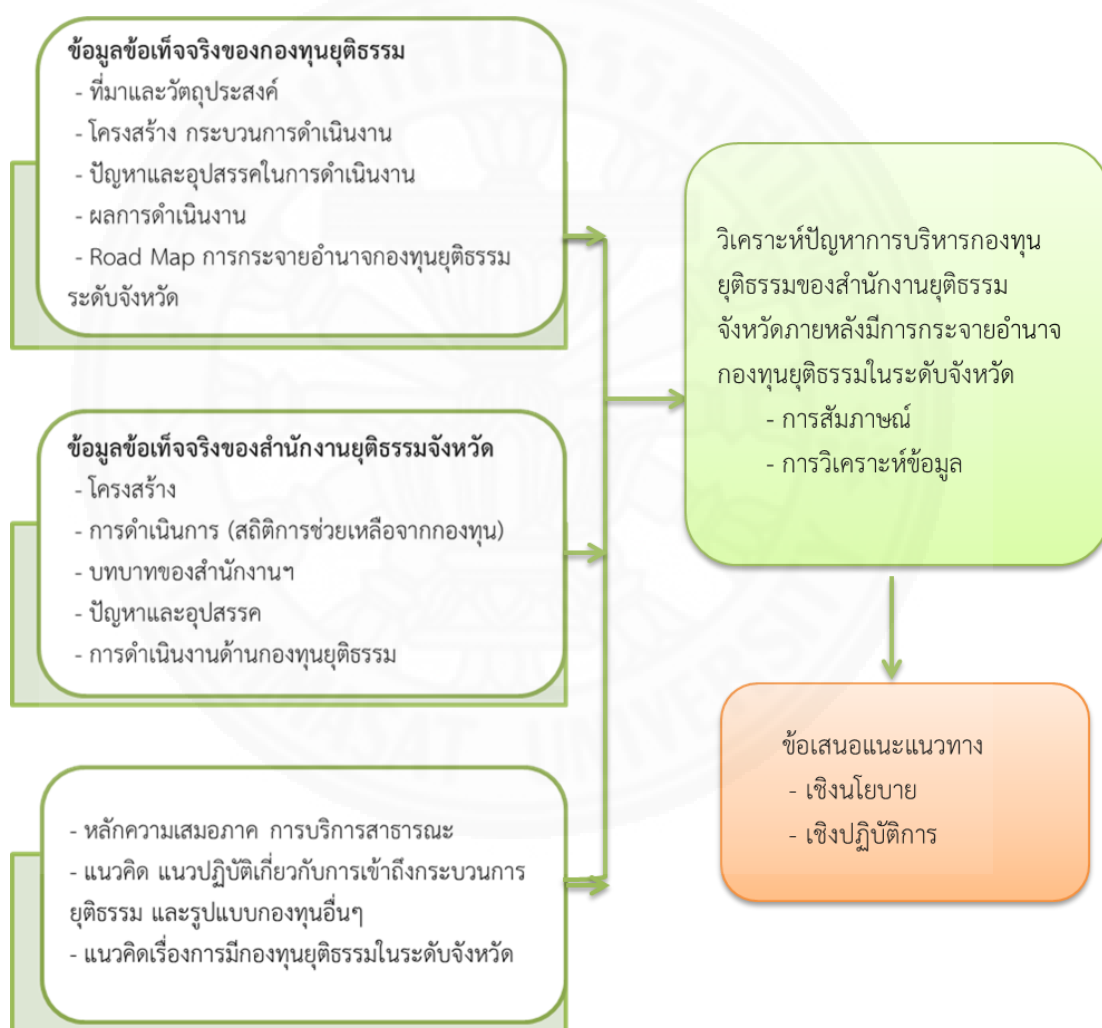 ข้อมูลข้อเท็จจริงของกองทุนยุติธรรม
- ที่มาและวัตถุประสงค์
- โครงสร้าง กระบวนการดำเนินงาน
- ปัญหาและอุปสรรคในการดำเนินงาน
- ผลการดำเนินงาน
- Road Map การกระจายอำนาจกองทุนยุติธรรม
ระดับจังหวัด
ข้อมูลข้อเท็จจริงของสำนักงานยุติธรรมจังหวัด
- โครงสร้าง
- การดำเนินการ (สถิติการช่วยเหลือจากกองทุน)
- บทบาทของสำนักงานฯ
- ปัญหาและอุปสรรค
- การดำเนินงานด้านกองทุนยุติธรรม
- หลักความเสมอภาค การบริการสาธารณะ
- แนวคิด แนวปฏิบัติเกี่ยวกับการเข้าถึงกระบวนการ
ยุติธรรม และรูปแบบกองทุนอื่นๆ
- แนวคิดเรื่องการมีกองทุนยุติธรรมในระดับจังหวัด
วิเคราะห์ปัญหาการบริหารกองทุน
ยุติธรรมของสำนักงานยุติธรรม
จังหวัดภายหลังมีการกระจายอำนาจ
กองทุนยุติธรรมในระดับจังหวัด
- การสัมภาษณ์
- การวิเคราะห์ข้อมูล
ข้อเสนอแนะแนวทาง
- เชิงนโยบาย
- เชิงปฏิบัติการ